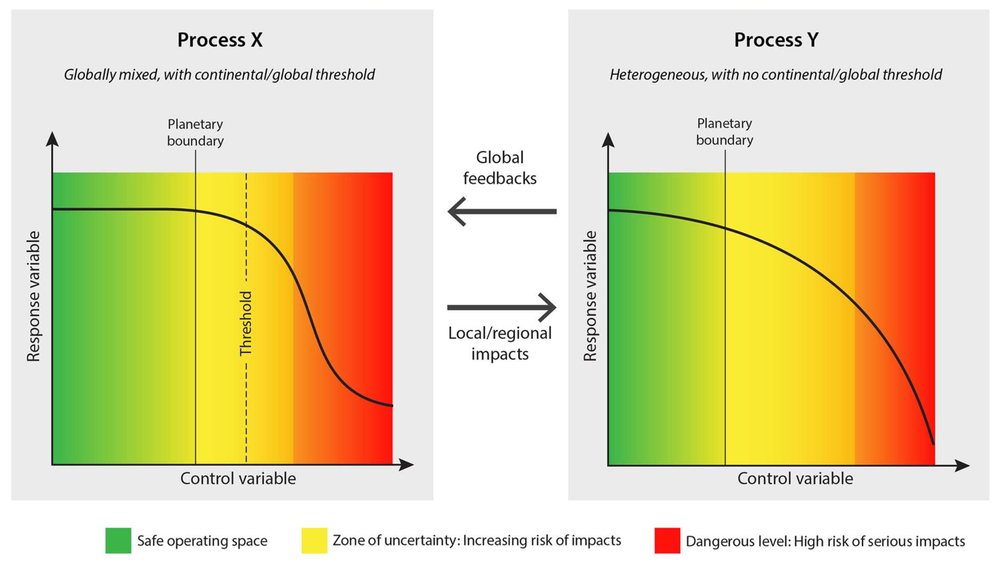 Process X
Globally mixed, with continental/global threshold
Planetary
boundary
Response variable
Threshold
Control variable
Global
feedbacks
Local/regional
impacts
Process Y
Heterogeneous, with no continental/global threshold
Planetary
boundary
Response variable
Control variable
Safe operating space
Zone of uncertainty: Increasing risk of impacts
Dangerous level: High risk of serious impacts